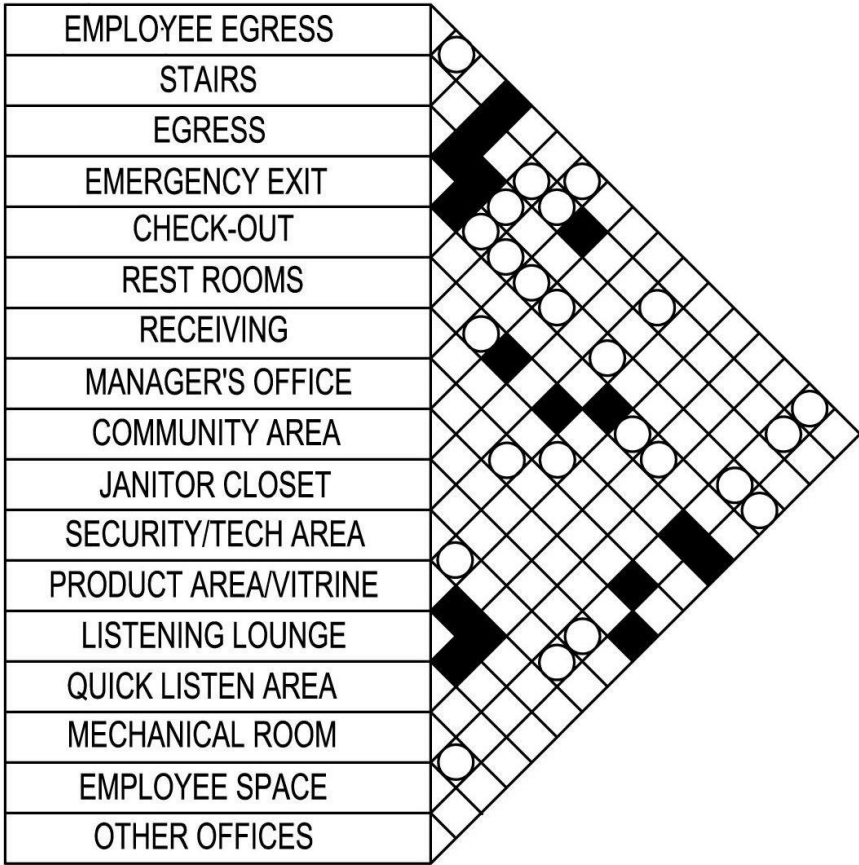 EMPLOYEE EGRESS
STAIRS
EGRESS
EMERGENCY EXIT
CHECK-OUT
REST ROOMS
RECEIVING
MANAGER'S OFFICE
COMMUNITY AREA
JANITOR CLOSET
SECURITY/TECH AREA
PRODUCT AREA/VITRINE
LISTENING LOUNGE
QUICK LISTEN AREA
MECHANICAL ROOM
EMPLOYEE SPACE
OTHER OFFICES